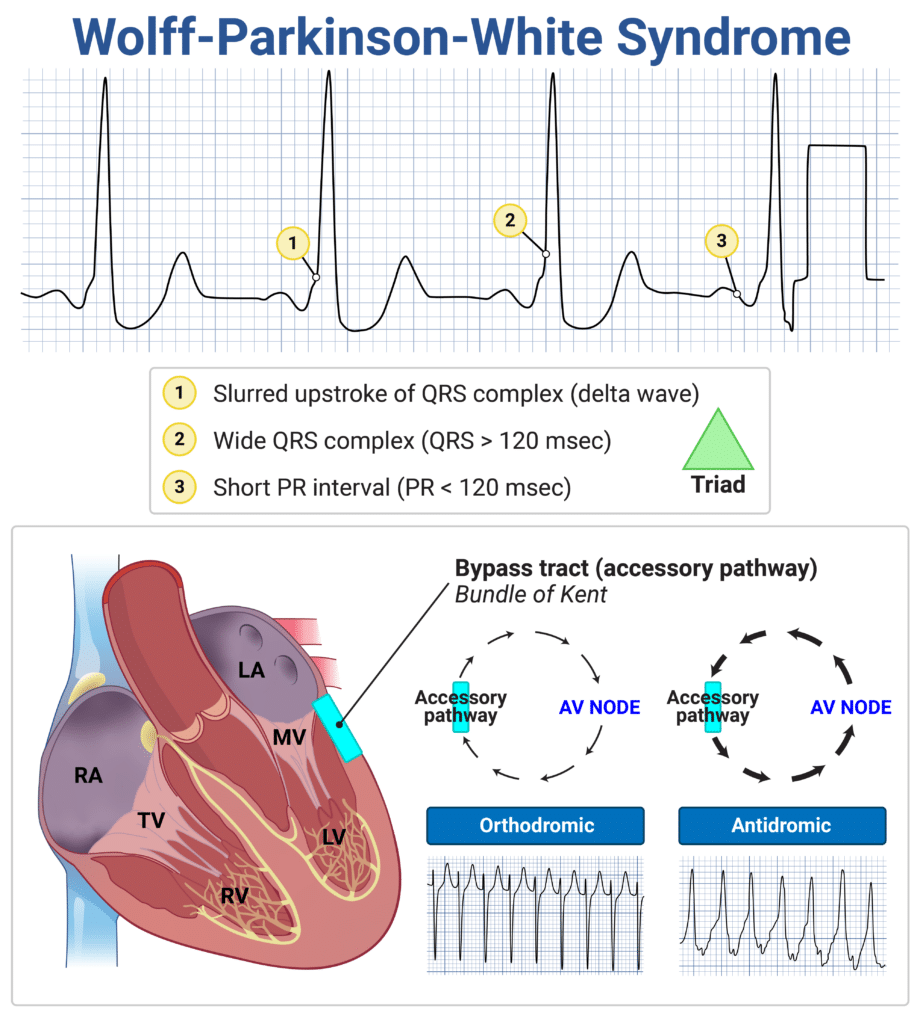 Wolff-Parkinson-White Syndrome
1
2
3
1 Slurred upstroke of QRS complex (delta wave)
2 Wide QRS complex (QRS > 120 msec)
3 Short PR interval (PR < 120 msec)
Triad
Bypass tract (accessory pathway)
Bundle of Kent
LA
MV
RA
TV
LV
RV
Accessory
pathway
AV NODE
Orthodromic
Accessory
pathway
AV NODE
Antidromic